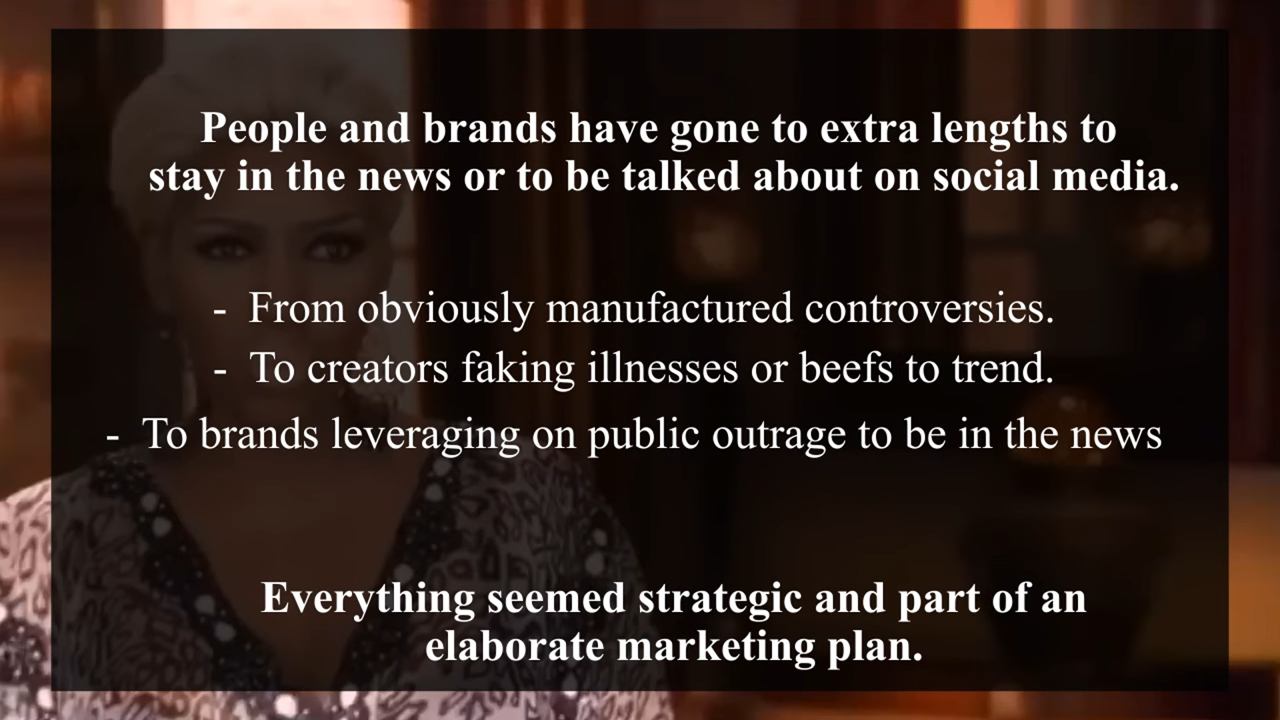 People and brands have gone to extra lengths to
stay in the news or to be talked about on social media.
- From obviously manufactured controversies.
- To creators faking illnesses or beefs to trend.
- To brands leveraging on public outrage to be in the news
Everything seemed strategic and part of an
elaborate marketing plan.